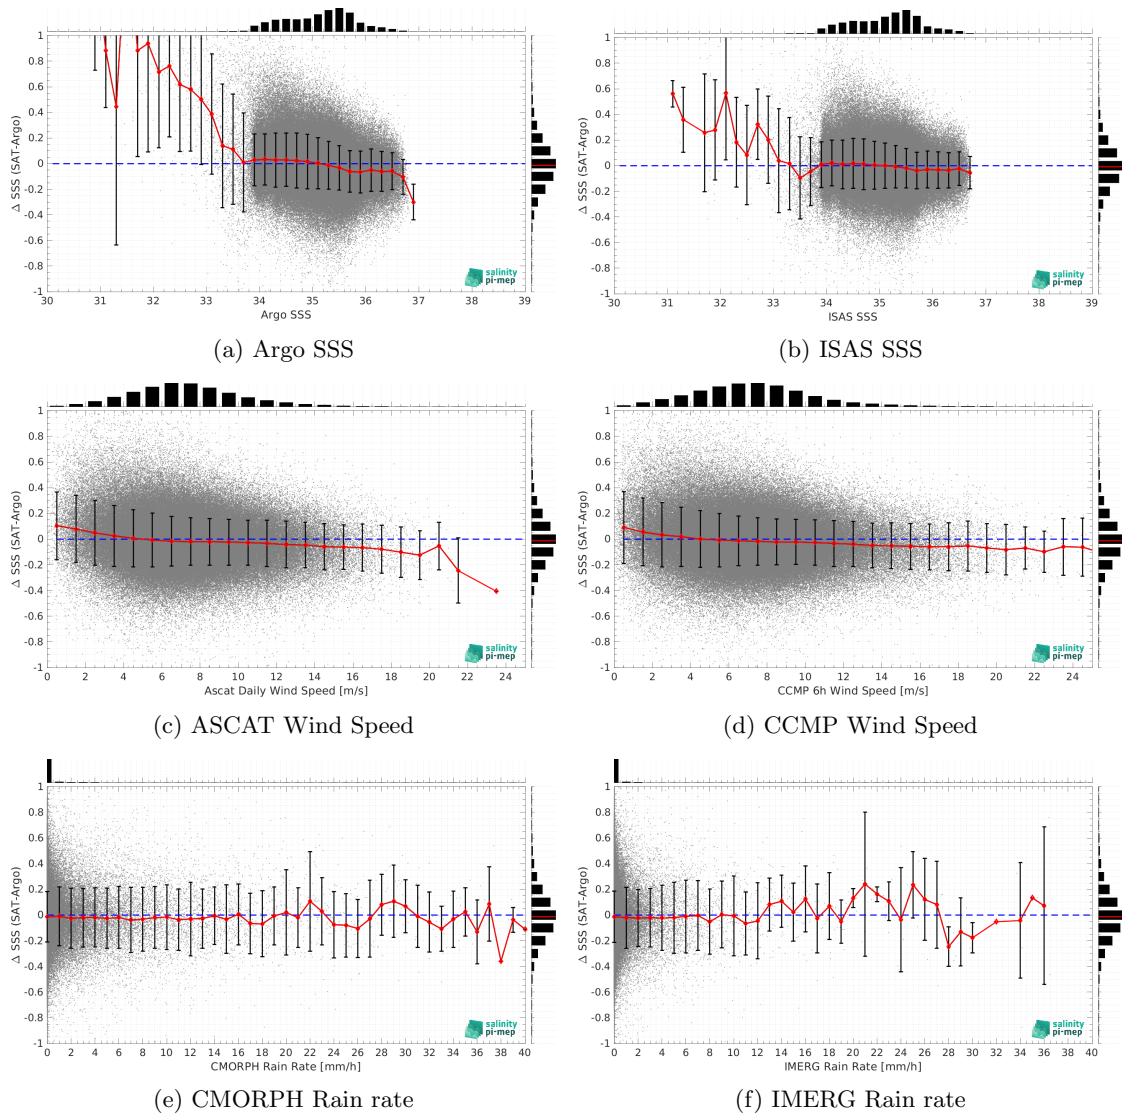 1
0.8
0.6
0.4
0.2
0
-0.2
-0.4
-0.6
-0.8
-1
Δ SSS (SAT-Argo)
30 31 32 33 34 35 36 37 38 39
Argo SSS
salinity
pi-mep
(a) Argo SSS
1
0.8
0.6
0.4
0.2
0
-0.2
-0.4
-0.6
-0.8
-1
Δ SSS (SAT-Argo)
30 31 32 33 34 35 36 37 38 39
ISAS SSS
salinity
pi-mep
(b) ISAS SSS
1
0.8
0.6
0.4
0.2
0
-0.2
-0.4
-0.6
-0.8
-1
Δ SSS (SAT-Argo)
0 2 4 6 8 10 12 14 16 18 20 22 24
Ascat Daily Wind Speed [m/s]
salinity
pi-mep
(c) ASCAT Wind Speed
1
0.8
0.6
0.4
0.2
0
-0.2
-0.4
-0.6
-0.8
-1
Δ SSS (SAT-Argo)
0 2 4 6 8 10 12 14 16 18 20 22 24
CCMP 6h Wind Speed [m/s]
salinity
pi-mep
(d) CCMP Wind Speed
1
0.8
0.6
0.4
0.2
0
-0.2
-0.4
-0.6
-0.8
-1
Δ SSS (SAT-Argo)
0 2 4 6 8 10 12 14 16 18 20 22 24 26 28 30 32 34 36 38 40
CMORPH Rain Rate [mm/h]
salinity
pi-mep
(e) CMORPH Rain rate
1
0.8
0.6
0.4
0.2
0
-0.2
-0.4
-0.6
-0.8
-1
Δ SSS (SAT-Argo)
0 2 4 6 8 10 12 14 16 18 20 22 24 26 28 30 32 34 36 38 40
IMERG Rain Rate [mm/h]
salinity
pi-mep
(f) IMERG Rain rate